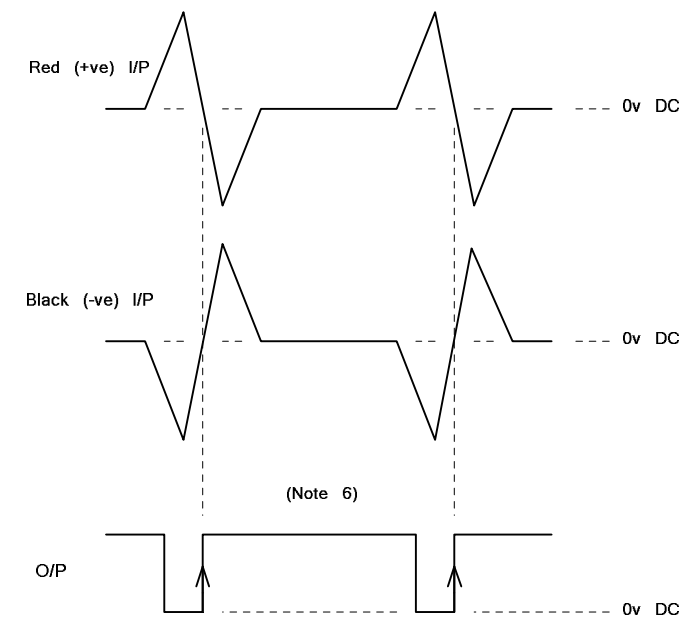 Red (+ve) I/P
0v DC
Black (-ve) I/P
0v DC
(Note 6)
O/P
0v DC